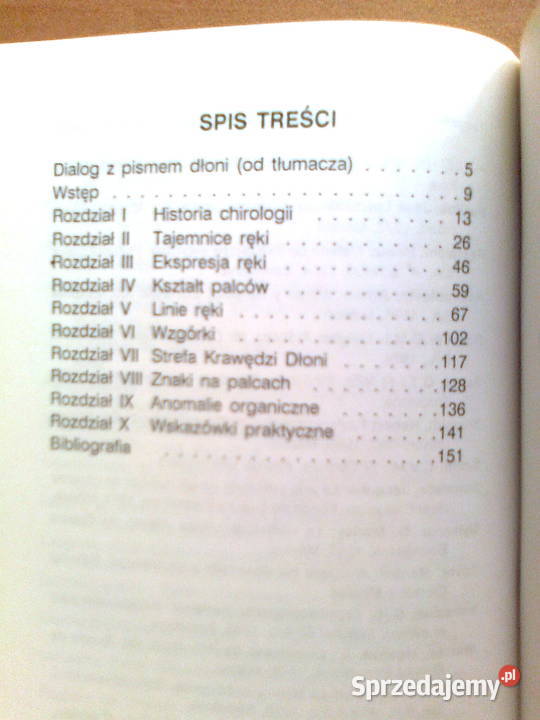 SPIS TREŚCI
Dialog z pismem dłoni (od tłumacza) . . . . . . . 5
Wstęp . . . . . . . . . . . . . . . . . . . . . . . 9
Rozdział I Historia chirologii . . . . . . . . . 13
Rozdział II Tajemnice ręki . . . . . . . . . . . 26
Rozdział III Ekspresja ręki . . . . . . . . . . . 46
Rozdział IV Kształt palców . . . . . . . . . . . 59
Rozdział V Linie ręki . . . . . . . . . . . . . . 67
Rozdział VI Wzgórki . . . . . . . . . . . . . . 102
Rozdział VII Strefa Krawędzi Dłoni . . . . . . . 117
Rozdział VIII Znaki na palcach . . . . . . . . . 128
Rozdział IX Anomalie organiczne . . . . . . . . 136
Rozdział X Wskazówki praktyczne . . . . . . . . 141
Bibliografia . . . . . . . . . . . . . . . . . . 151
Sprzedajemy.pl